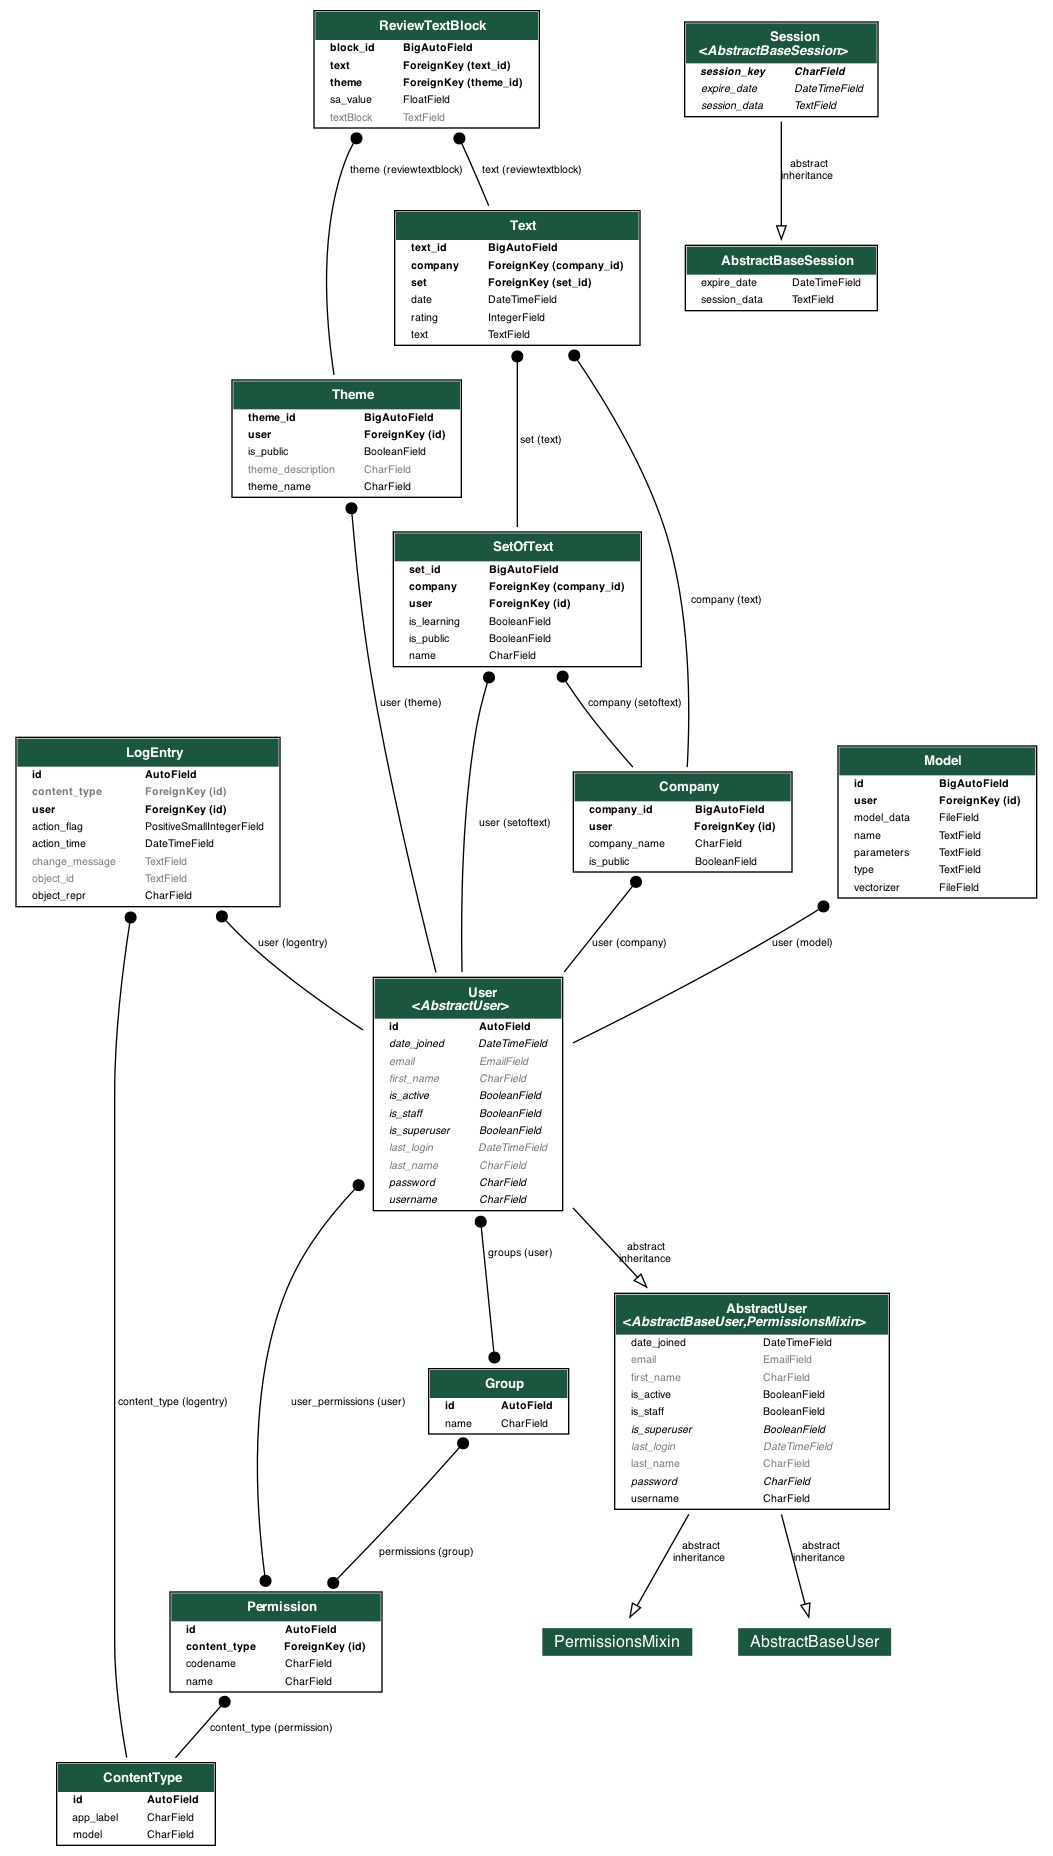 ReviewTextBlock
block_id BigAutoField
text ForeignKey (text_id)
theme ForeignKey (theme_id)
sa_value FloatField
textBlock TextField
Session
<AbstractBaseSession>
session_key CharField
expire_date DateTimeField
session_data TextField
theme (reviewtextblock)
text (reviewtextblock)
abstract
inheritance
Text
text_id BigAutoField
company ForeignKey (company_id)
set ForeignKey (set_id)
date DateTimeField
rating IntegerField
text TextField
AbstractBaseSession
expire_date DateTimeField
session_data TextField
Theme
theme_id BigAutoField
user ForeignKey (id)
is_public BooleanField
theme_description CharField
theme_name CharField
set (text)
SetOfText
set_id BigAutoField
company ForeignKey (company_id)
user ForeignKey (id)
is_learning BooleanField
is_public BooleanField
name CharField
company (text)
user (theme)
company (setoftext)
LogEntry
id AutoField
content_type ForeignKey (id)
user ForeignKey (id)
action_flag PositiveSmallIntegerField
action_time DateTimeField
change_message TextField
object_id TextField
object_repr CharField
user (setoftext)
Company
company_id BigAutoField
user ForeignKey (id)
company_name CharField
is_public BooleanField
Model
id BigAutoField
user ForeignKey (id)
model_data FileField
name TextField
parameters TextField
type TextField
vectorizer FileField
user (logentry)
user (company)
user (model)
User
<AbstractUser>
id AutoField
date_joined DateTimeField
email EmailField
first_name CharField
is_active BooleanField
is_staff BooleanField
is_superuser BooleanField
last_login DateTimeField
last_name CharField
password CharField
username CharField
groups (user)
abstract
inheritance
AbstractUser
<AbstractBaseUser,PermissionsMixin>
date_joined DateTimeField
email EmailField
first_name CharField
is_active BooleanField
is_staff BooleanField
is_superuser BooleanField
last_login DateTimeField
last_name CharField
password CharField
username CharField
content_type (logentry)
user_permissions (user)
Group
id AutoField
name CharField
permissions (group)
abstract
inheritance
abstract
inheritance
Permission
id AutoField
content_type ForeignKey (id)
codename CharField
name CharField
PermissionsMixin
AbstractBaseUser
content_type (permission)
ContentType
id AutoField
app_label CharField
model CharField